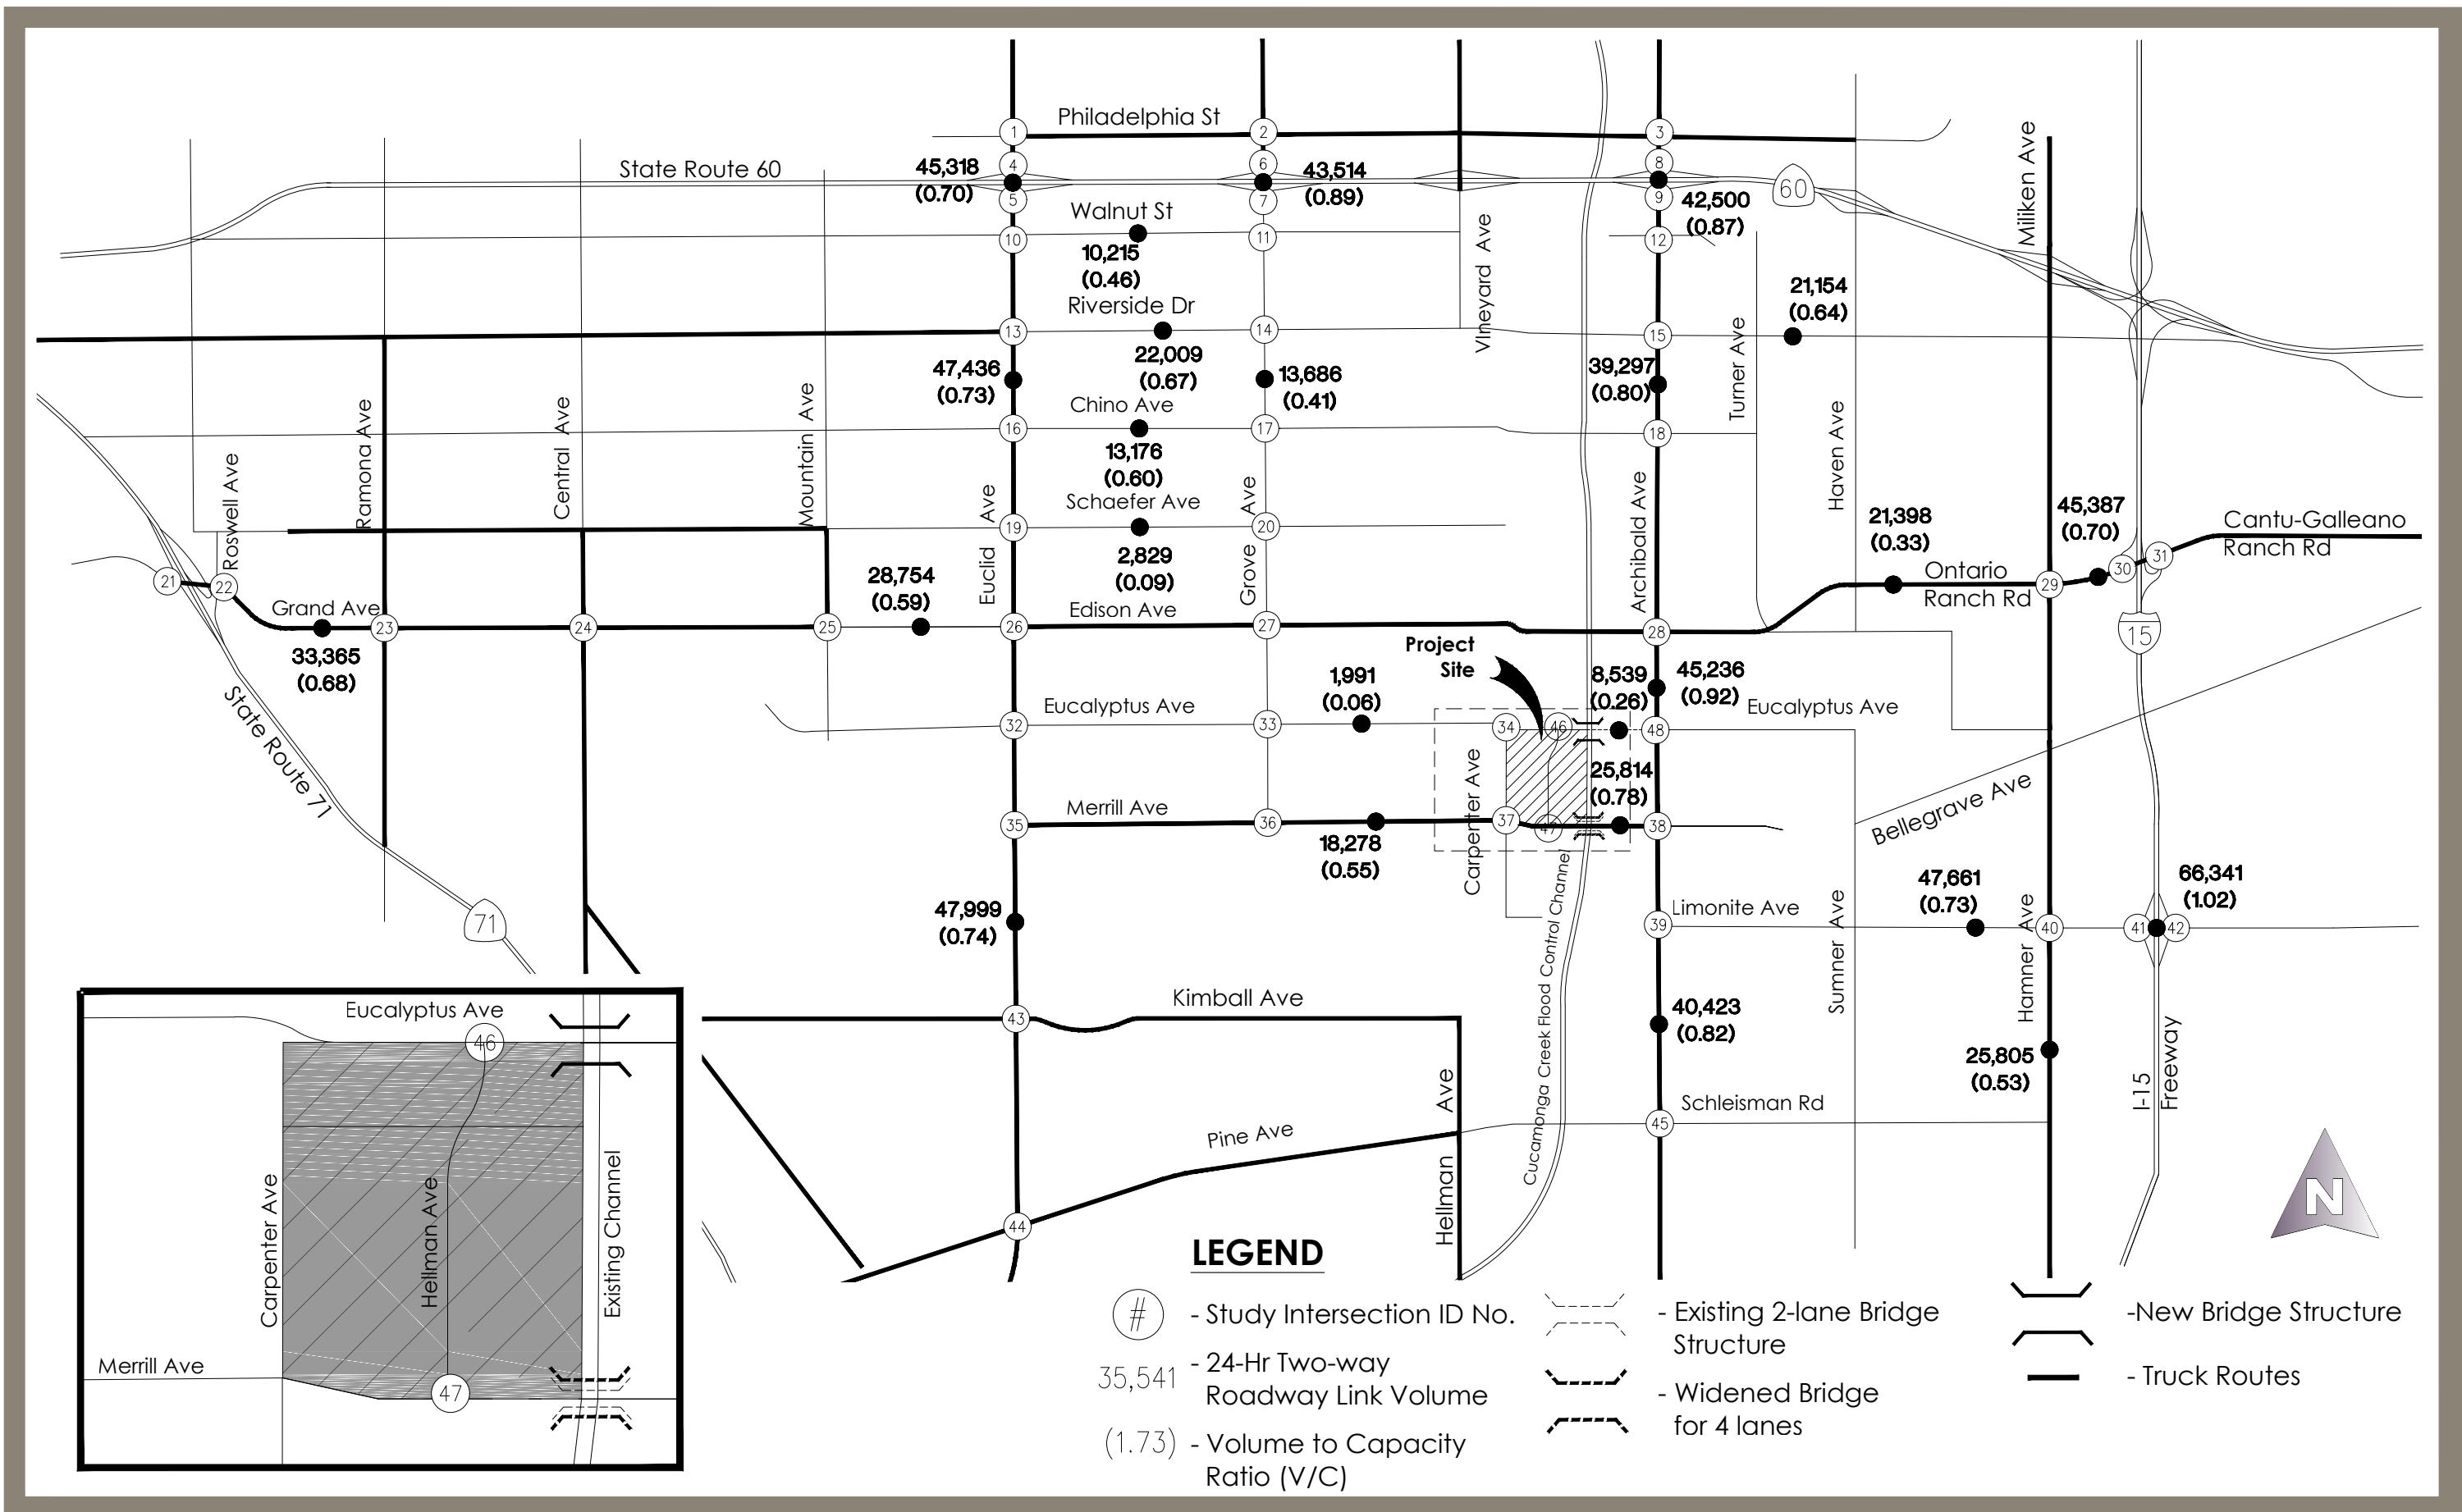 Philadelphia St
1
2
3
State Route 60
45,318
(0.70)
4
5
6
7
43,514
(0.89)
8
9
42,500
(0.87)
60
Miliken Ave
Walnut St
10
11
12
10,215
(0.46)
VIneyard Ave
21,154
(0.64)
Riverside Dr
13
14
15
22,009
(0.67)
47,436
(0.73)
13,686
(0.41)
39,297
(0.80)
Turner Ave
Chino Ave
16
17
18
13,176
(0.60)
Roswell Ave
Ramona Ave
Central Ave
Mountain Ave
Euclid Ave
Grove Ave
Archibald Ave
Haven Ave
Schaefer Ave
19
20
2,829
(0.09)
21,398
(0.33)
45,387
(0.70)
Cantu-Galleano
Ranch Rd
21
22
Ontario
Ranch Rd
29
30
31
15
28,754
(0.59)
Edison Ave
Grand Ave
23
24
25
26
27
28
33,365
(0.68)
State Route 71
Project
Site
1,991
(0.06)
8,539
(0.26)
45,236
(0.92)
Eucalyptus Ave
Eucalyptus Ave
32
33
34
46
48
25,814
(0.78)
Carpenter Ave
Merrill Ave
35
36
37
47
38
18,278
(0.55)
Bellegrave Ave
71
47,999
(0.74)
Limonite Ave
39
47,661
(0.73)
66,341
(1.02)
40
41
42
Sumner Ave
Hamner Ave
Cucamonga Creek Flood Control Channel
Kimball Ave
43
40,423
(0.82)
25,805
(0.53)
I-15
Freeway
Schleisman Rd
45
Pine Ave
Hellman Ave
44
N
Eucalyptus Ave
46
Carpenter Ave
Hellman Ave
Existing Channel
Merrill Ave
47
LEGEND
# - Study Intersection ID No.
35,541 - 24-Hr Two-way
Roadway Link Volume
(1.73) - Volume to Capacity
Ratio (V/C)
- Existing 2-lane Bridge
Structure
- Widened Bridge
for 4 lanes
-New Bridge Structure
- Truck Routes